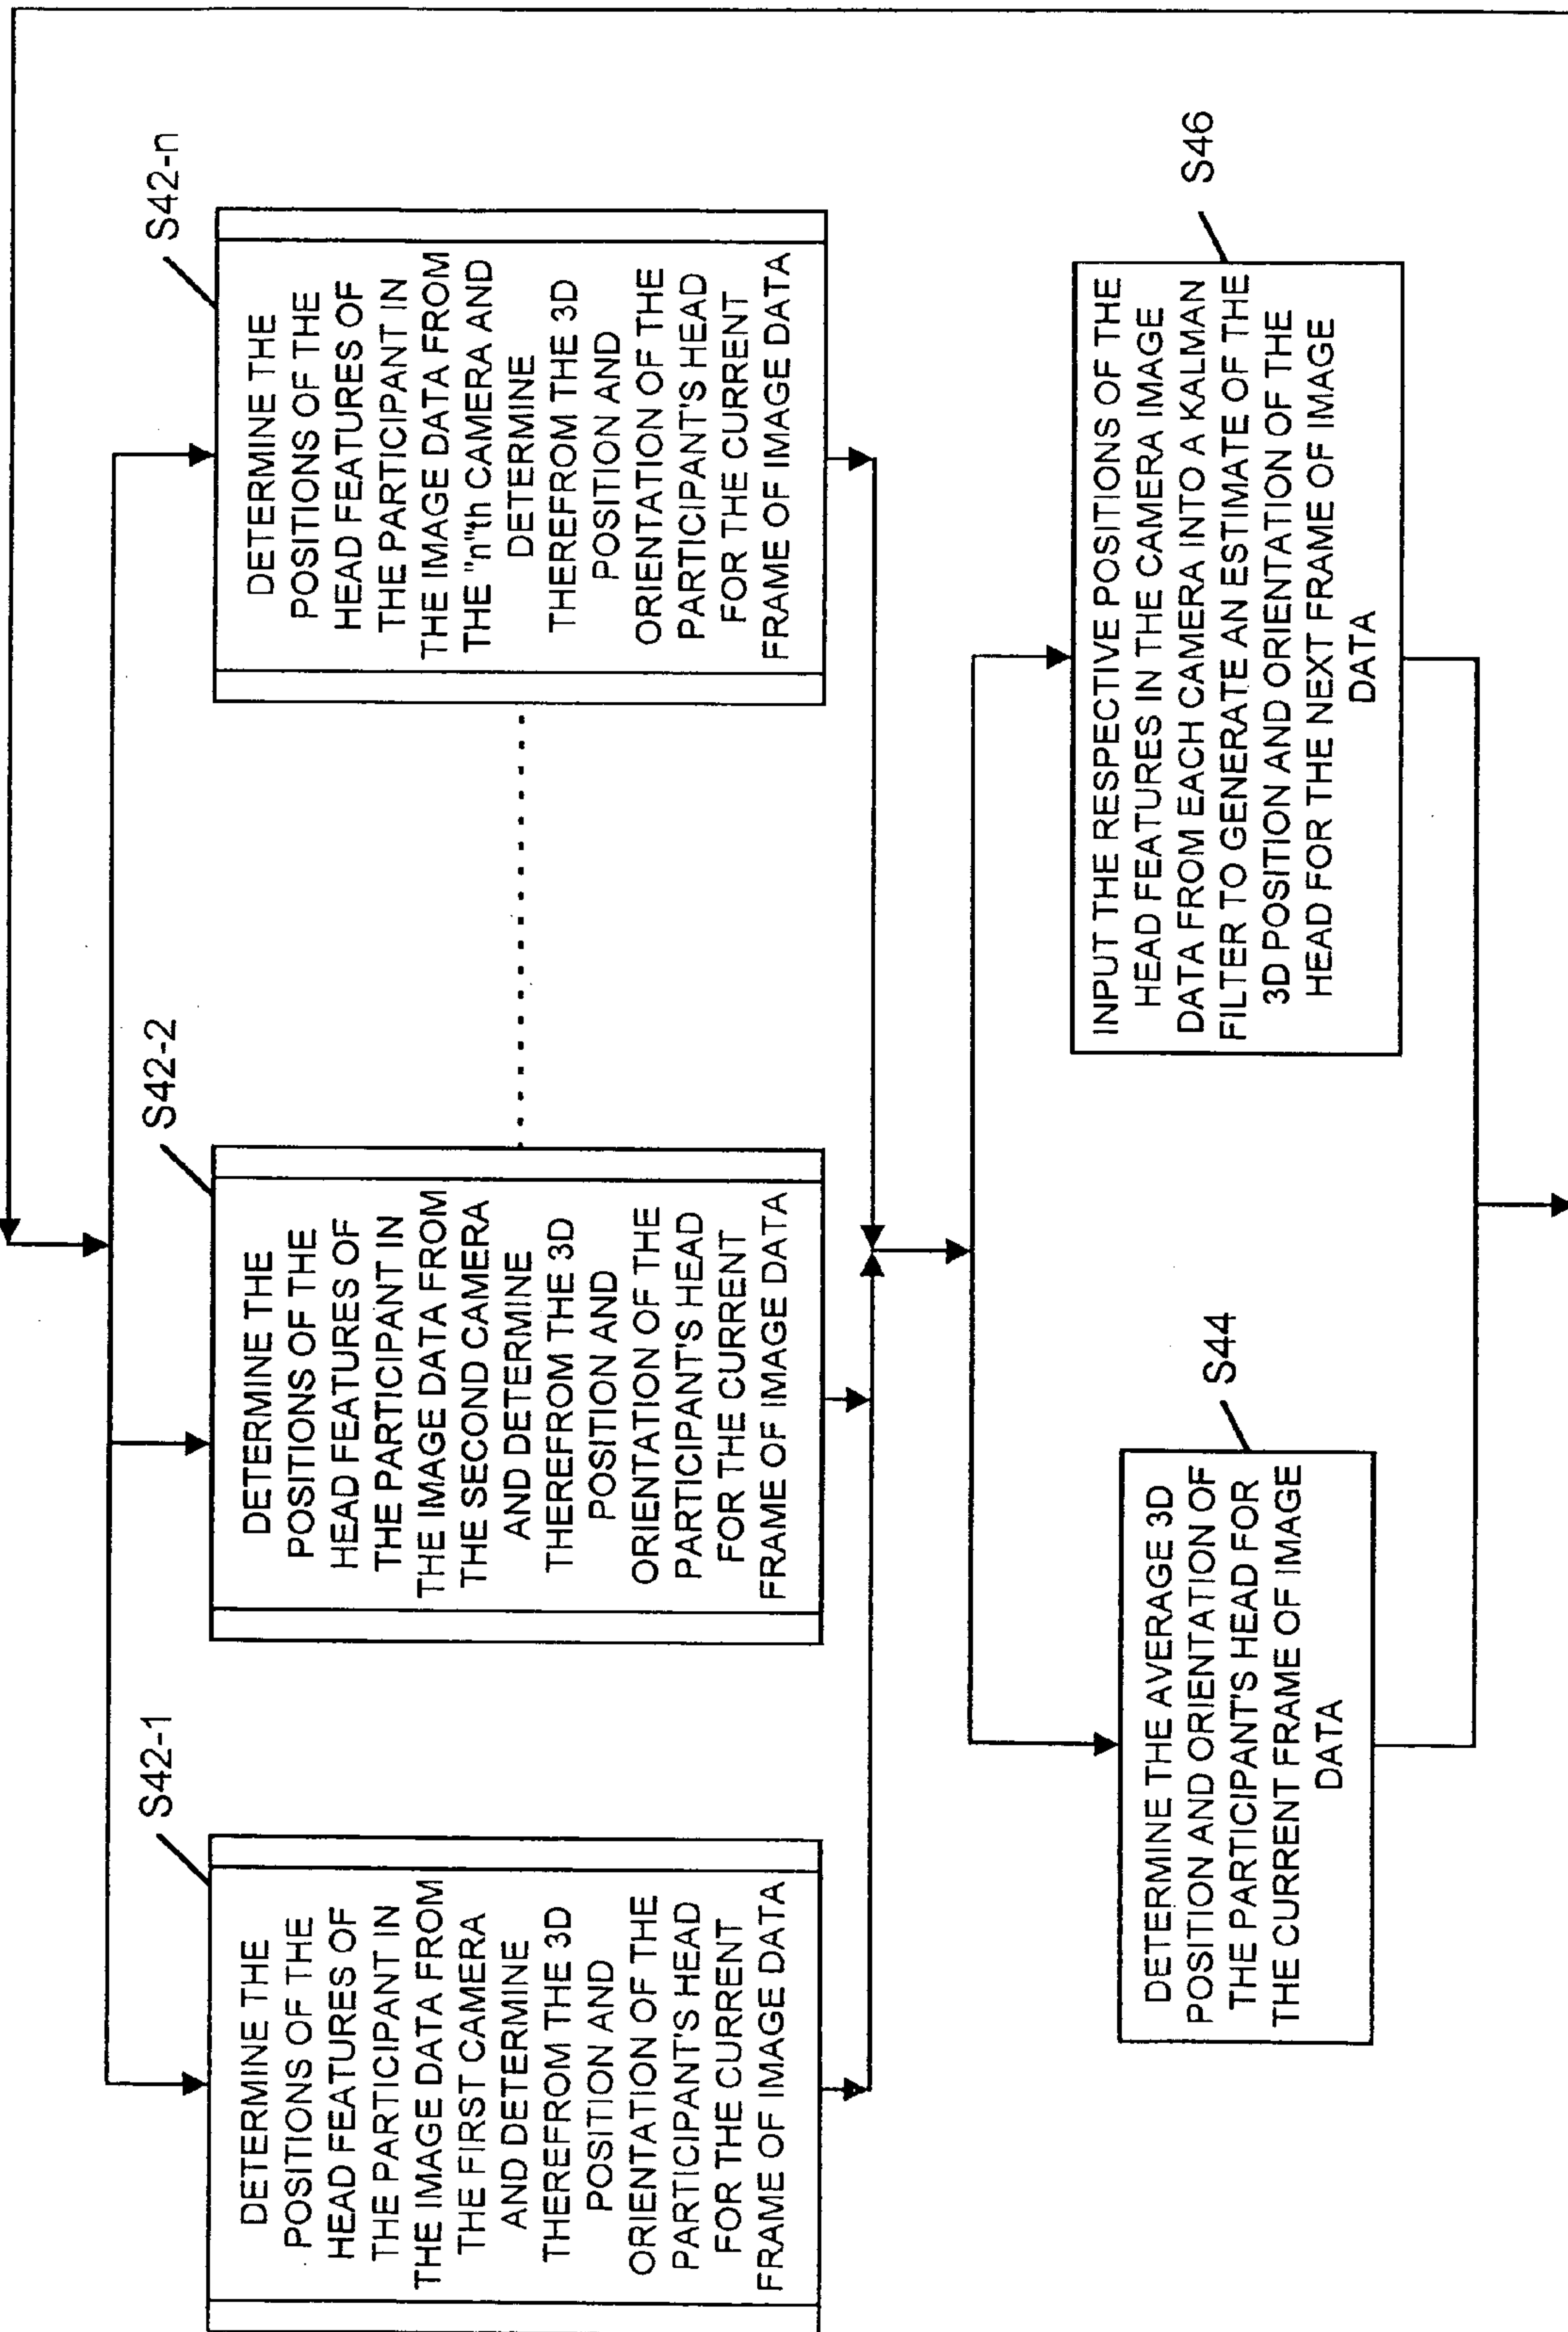 S42-1
DETERMINE THE
POSITIONS OF THE
HEAD FEATURES OF
THE PARTICIPANT IN
THE IMAGE DATA FROM
THE FIRST CAMERA
AND DETERMINE
THEREFROM THE 3D
POSITION AND
ORIENTATION OF THE
PARTICIPANT'S HEAD
FOR THE CURRENT
FRAME OF IMAGE DATA
S42-2
DETERMINE THE
POSITIONS OF THE
HEAD FEATURES OF
THE PARTICIPANT IN
THE IMAGE DATA FROM
THE SECOND CAMERA
AND DETERMINE
THEREFROM THE 3D
POSITION AND
ORIENTATION OF THE
PARTICIPANT'S HEAD
FOR THE CURRENT
FRAME OF IMAGE DATA
S42-n
DETERMINE THE
POSITIONS OF THE
HEAD FEATURES OF
THE PARTICIPANT IN
THE IMAGE DATA FROM
THE "n"th CAMERA AND
DETERMINE
THEREFROM THE 3D
POSITION AND
ORIENTATION OF THE
PARTICIPANT'S HEAD
FOR THE CURRENT
FRAME OF IMAGE DATA
S44
DETERMINE THE AVERAGE 3D
POSITION AND ORIENTATION OF
THE PARTICIPANT'S HEAD FOR
THE CURRENT FRAME OF IMAGE
DATA
S46
INPUT THE RESPECTIVE POSITIONS OF THE
HEAD FEATURES IN THE CAMERA IMAGE
DATA FROM EACH CAMERA INTO A KALMAN
FILTER TO GENERATE AN ESTIMATE OF THE
3D POSITION AND ORIENTATION OF THE
HEAD FOR THE NEXT FRAME OF IMAGE
DATA